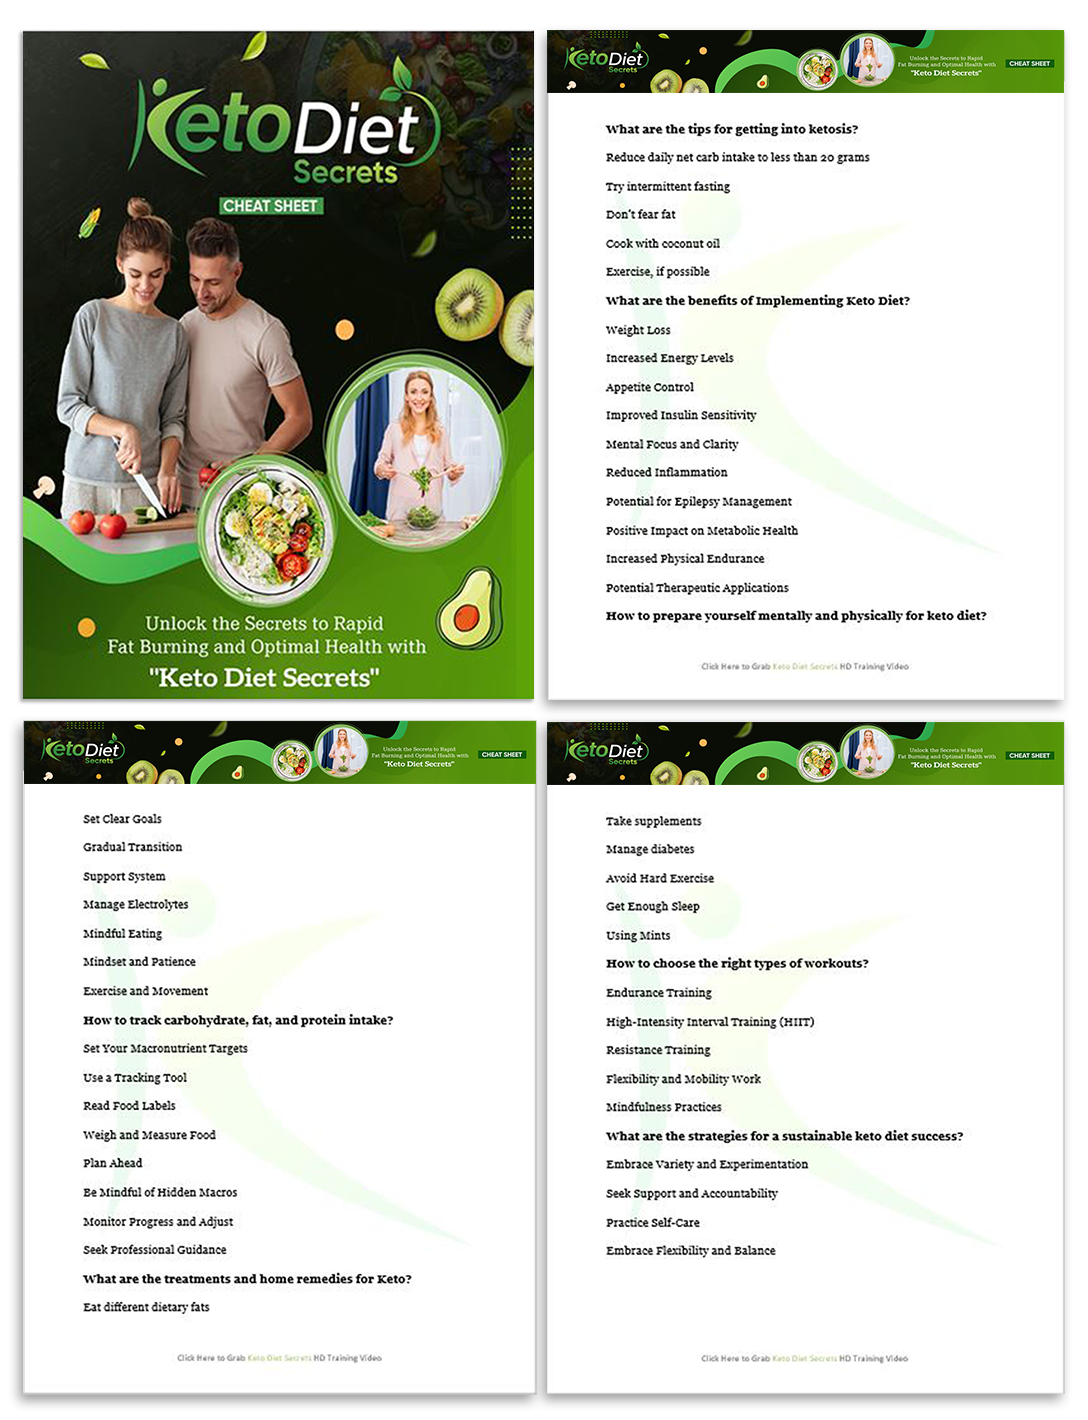 KetoDiet
Secrets
CHEAT SHEET
Unlock the Secrets to Rapid
Fat Burning and Optimal Health with
"Keto Diet Secrets"
KetoDiet
Secrets
Unlock the Secrets to Rapid
Fat Burning and Optimal Health with
"Keto Diet Secrets"
CHEAT SHEET
What are the tips for getting into ketosis?
Reduce daily net carb intake to less than 20 grams
Try intermittent fasting
Don't fear fat
Cook with coconut oil
Exercise, if possible
What are the benefits of Implementing Keto Diet?
Weight Loss
Increased Energy Levels
Appetite Control
Improved Insulin Sensitivity
Mental Focus and Clarity
Reduced Inflammation
Potential for Epilepsy Management
Positive Impact on Metabolic Health
Increased Physical Endurance
Potential Therapeutic Applications
How to prepare yourself mentally and physically for keto diet?
Click Here to Grab Keto Diet Secrets HD Training Video
KetoDiet
Secrets
Unlock the Secrets to Rapid
Fat Burning and Optimal Health with
"Keto Diet Secrets"
CHEAT SHEET
Set Clear Goals
Gradual Transition
Support System
Manage Electrolytes
Mindful Eating
Mindset and Patience
Exercise and Movement
How to track carbohydrate, fat, and protein intake?
Set Your Macronutrient Targets
Use a Tracking Tool
Read Food Labels
Weigh and Measure Food
Plan Ahead
Be Mindful of Hidden Macros
Monitor Progress and Adjust
Seek Professional Guidance
What are the treatments and home remedies for Keto?
Eat different dietary fats
Click Here to Grab Keto Diet Secrets HD Training Video
KetoDiet
Secrets
Unlock the Secrets to Rapid
Fat Burning and Optimal Health with
"Keto Diet Secrets"
CHEAT SHEET
Take supplements
Manage diabetes
Avoid Hard Exercise
Get Enough Sleep
Using Mints
How to choose the right types of workouts?
Endurance Training
High-Intensity Interval Training (HIIT)
Resistance Training
Flexibility and Mobility Work
Mindfulness Practices
What are the strategies for a sustainable keto diet success?
Embrace Variety and Experimentation
Seek Support and Accountability
Practice Self-Care
Embrace Flexibility and Balance
Click Here to Grab Keto Diet Secrets HD Training Video